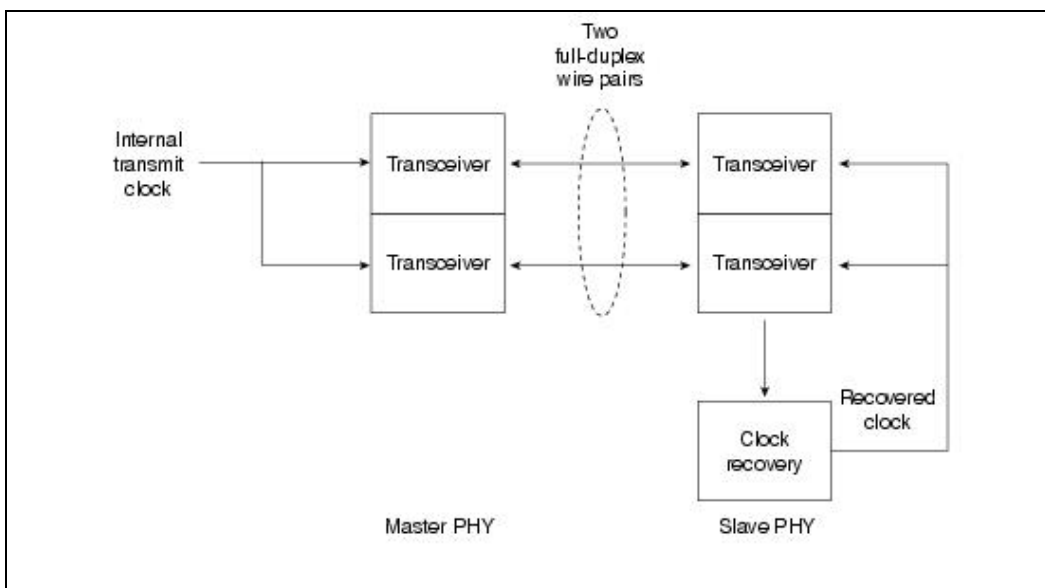 Two
full-duplex
wire pairs
Internal
transmit
clock
Transceiver
Transceiver
Transceiver
Transceiver
Recovered
clock
Clock
recovery
Master PHY
Slave PHY